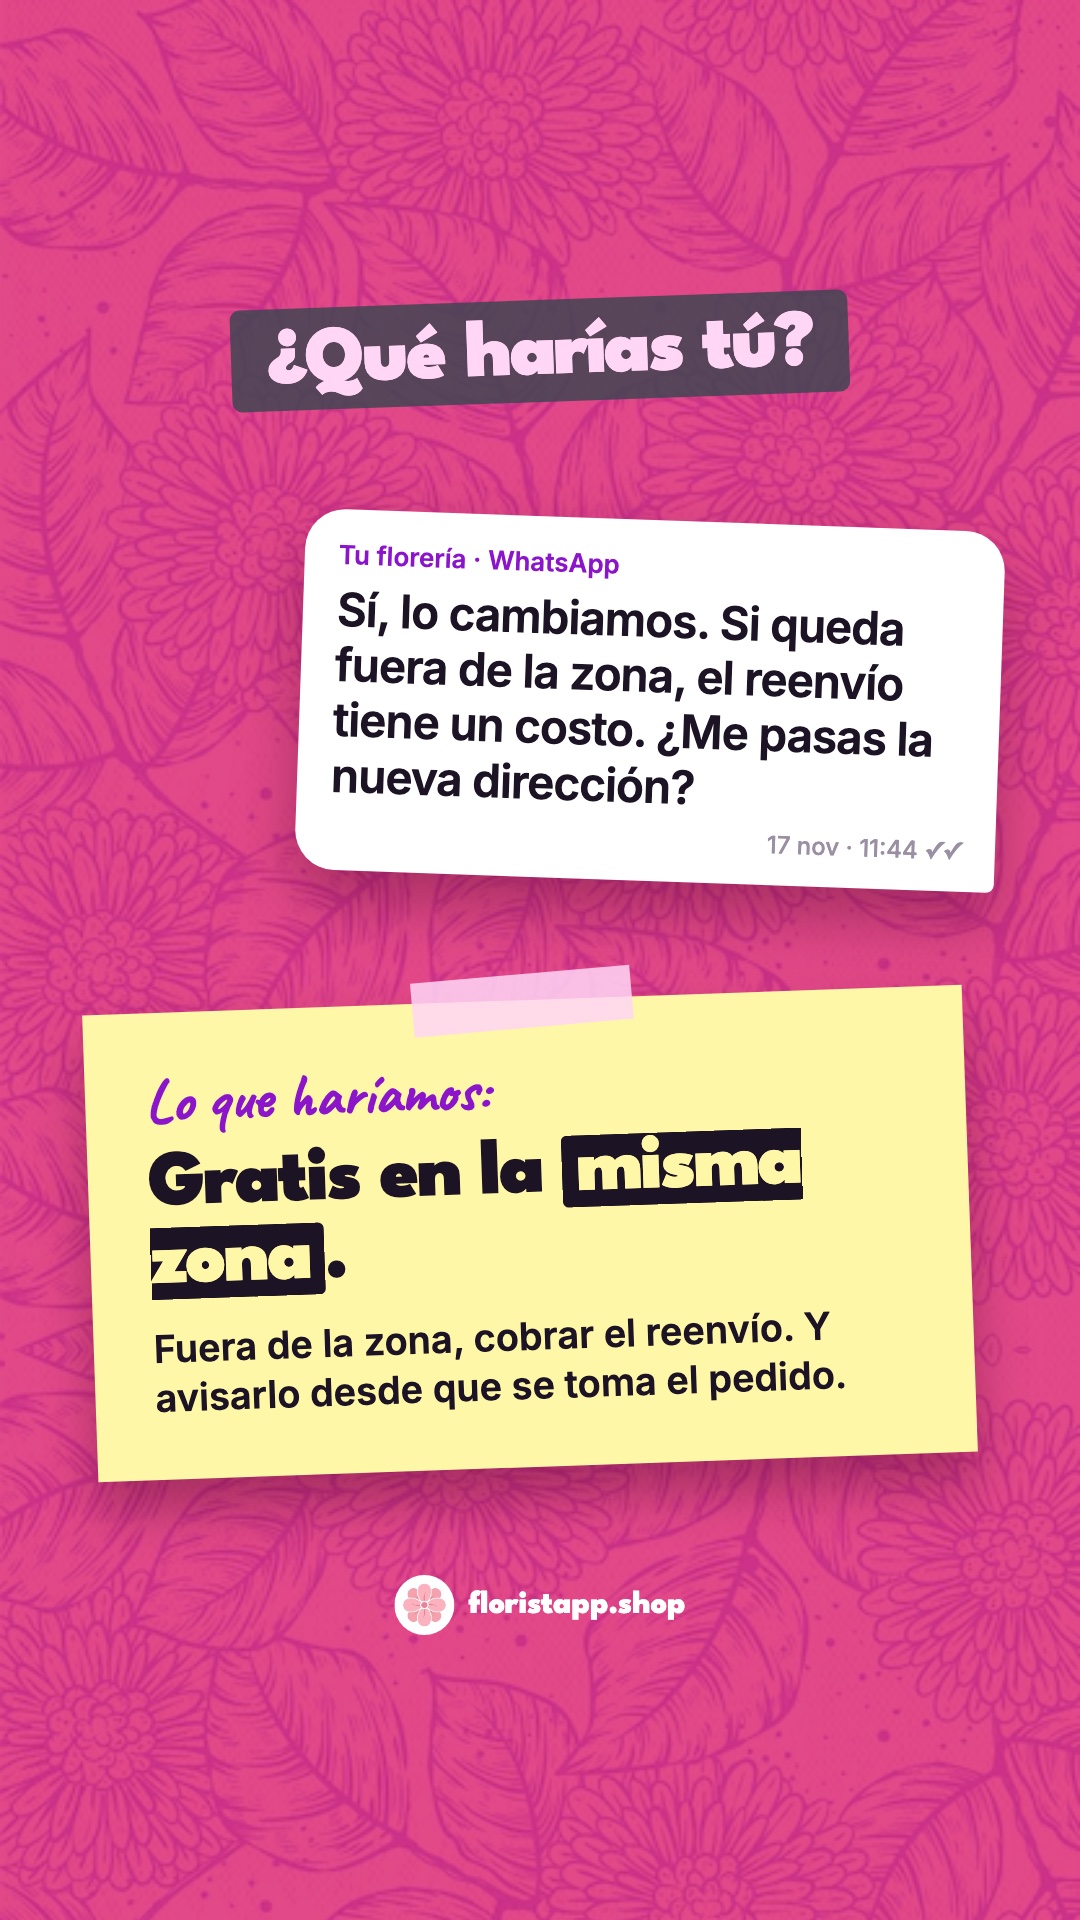 ¿Qué harías tú?
Tu florería · WhatsApp
Sí, lo cambiamos. Si queda
fuera de la zona, el reenvío
tiene un costo. ¿Me pasas la
nueva dirección?
17 nov · 11:44 ✓✓
Lo que haríamos:
Gratis en la misma
zona.
Fuera de la zona, cobrar el reenvío. Y
avisarlo desde que se toma el pedido.
floristapp.shop